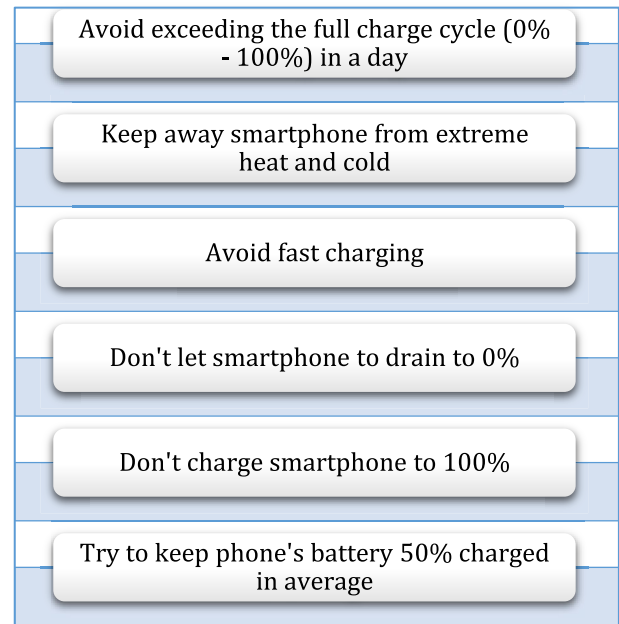 Avoid exceeding the full charge cycle (0%
- 100%) in a day
Keep away smartphone from extreme
heat and cold
Avoid fast charging
Don't let smartphone to drain to 0%
Don't charge smartphone to 100%
Try to keep phone's battery 50% charged
in average